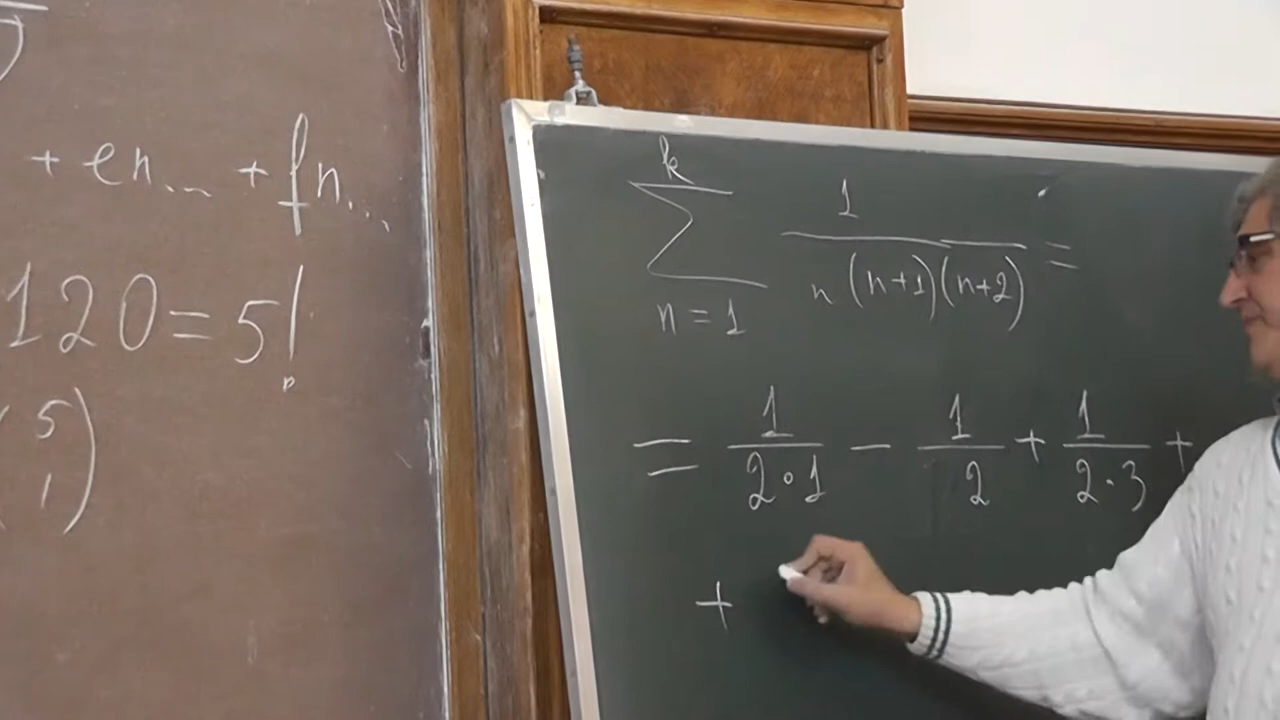 + en... + fn...
120 = 5!
( 5 1 )
k
∑ 1 / n(n+1)(n+2) =
n = 1
= 1 / 2·1 − 1 / 2 + 1 / 2·3 +
+